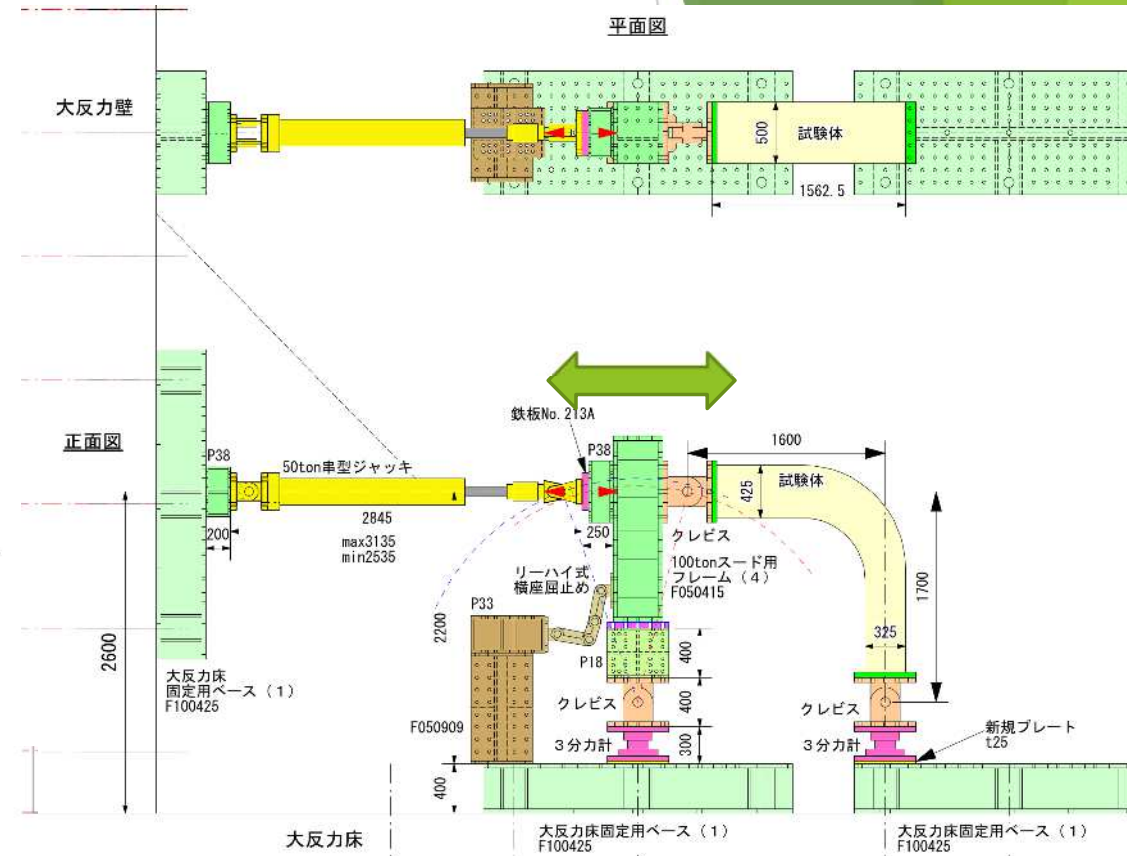 平面図
大反力壁
500
試験体
1562.5
鉄板No.213A
正面図
P38
50ton串型ジャッキ
P38
1600
試験体
425
2845
max3135
min2535
200
250
クレビス
100tonスード用
フレーム（4）
F050415
リーハイ式
横座屈止め
P33
2200
1700
2600
325
400
P18
大反力床
固定用ベース（1）
F100425
クレビス
400
クレビス
F050909
3分力計
300
3分力計
新規プレート
t25
400
大反力床
大反力床固定用ベース（1）
F100425
大反力床固定用ベース（1）
F100425